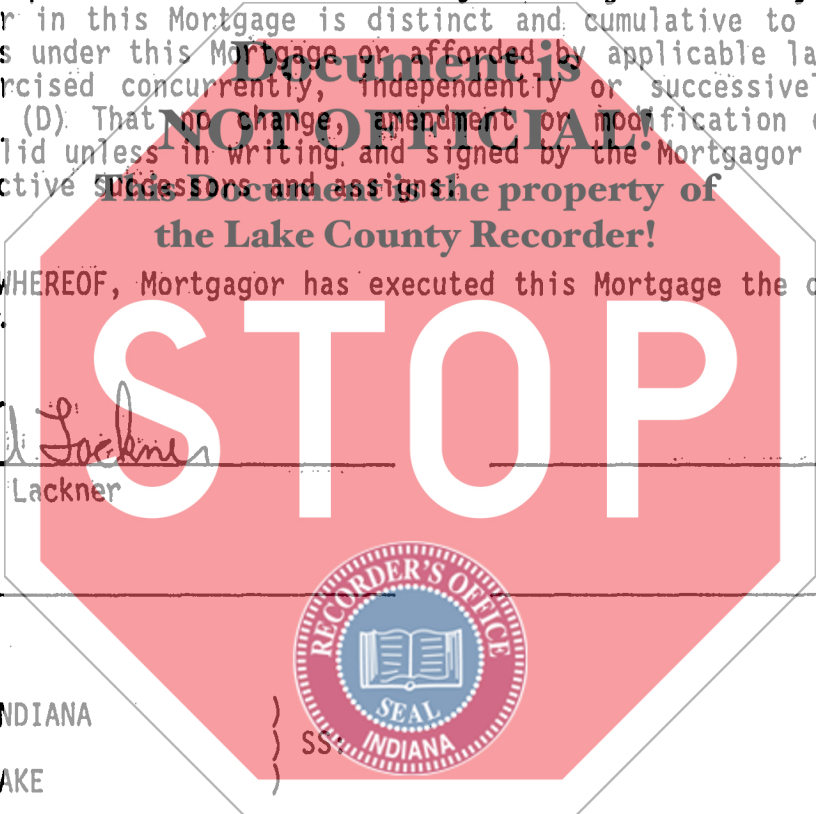 r in this Mortgage is distinct and cumulative to
s under this Mortgage or afforded by applicable la
Document is
rcised concurrently, independently or successivel
(D) That no change, amendment or modification
NOT OFFICIAL!
lid unless in writing and signed by the Mortgagor
ctive successors and assigns.
This Document is the property of
the Lake County Recorder!
WHEREOF, Mortgagor has executed this Mortgage the
STOP
Lackner
Lackner
RECORDER'S OFFICE
SEAL
INDIANA
NDIANA )
) SS:
AKE )